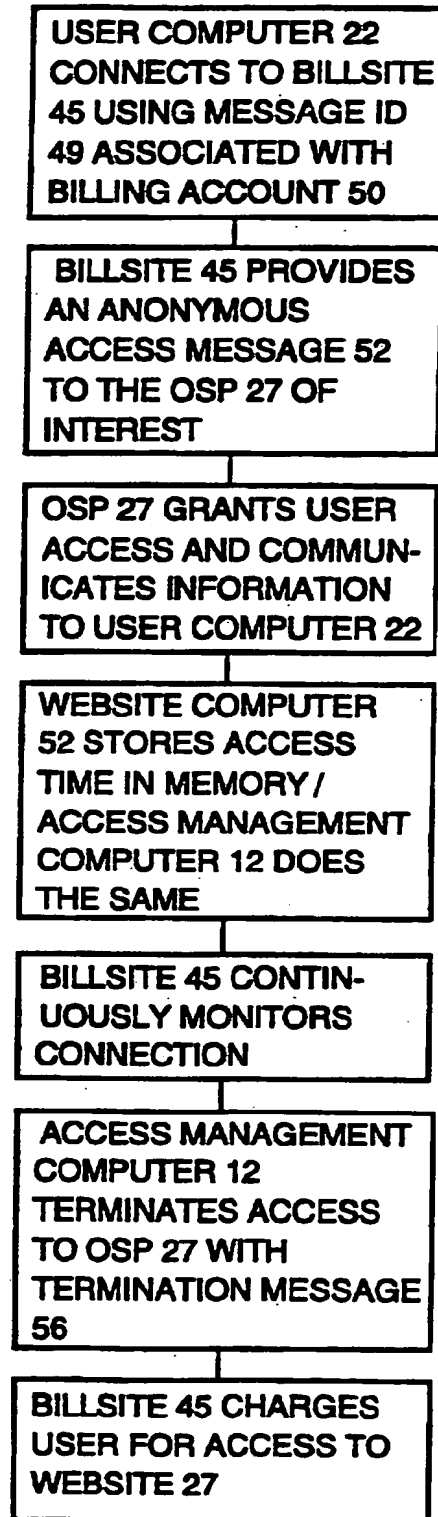 USER COMPUTER 22
CONNECTS TO BILLSITE
45 USING MESSAGE ID
49 ASSOCIATED WITH
BILLING ACCOUNT 50
BILLSITE 45 PROVIDES
AN ANONYMOUS
ACCESS MESSAGE 52
TO THE OSP 27 OF
INTEREST
OSP 27 GRANTS USER
ACCESS AND COMMUN-
ICATES INFORMATION
TO USER COMPUTER 22
WEBSITE COMPUTER
52 STORES ACCESS
TIME IN MEMORY/
ACCESS MANAGEMENT
COMPUTER 12 DOES
THE SAME
BILLSITE 45 CONTIN-
UOUSLY MONITORS
CONNECTION
ACCESS MANAGEMENT
COMPUTER 12
TERMINATES ACCESS
TO OSP 27 WITH
TERMINATION MESSAGE
56
BILLSITE 45 CHARGES
USER FOR ACCESS TO
WEBSITE 27